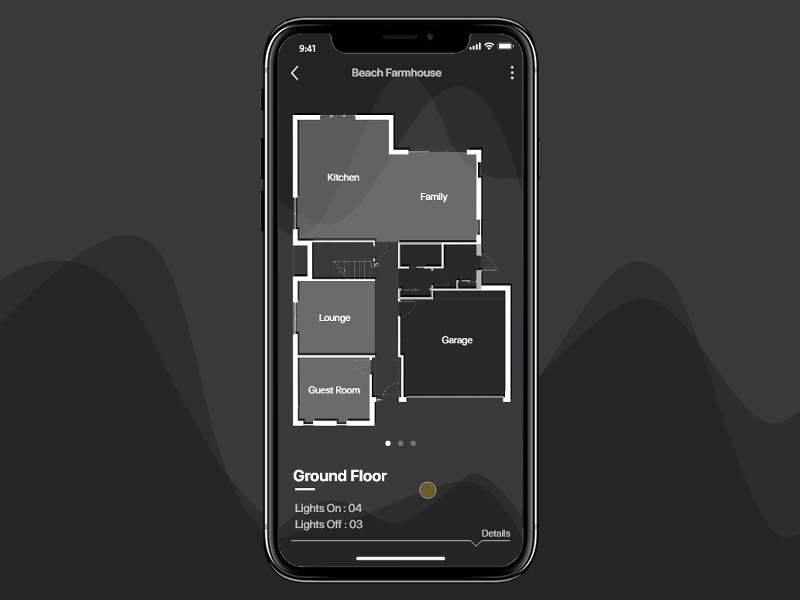 9:41
Beach Farmhouse
Kitchen
Family
Lounge
Garage
Guest Room
Ground Floor
Lights On : 04
Lights Off : 03
Details